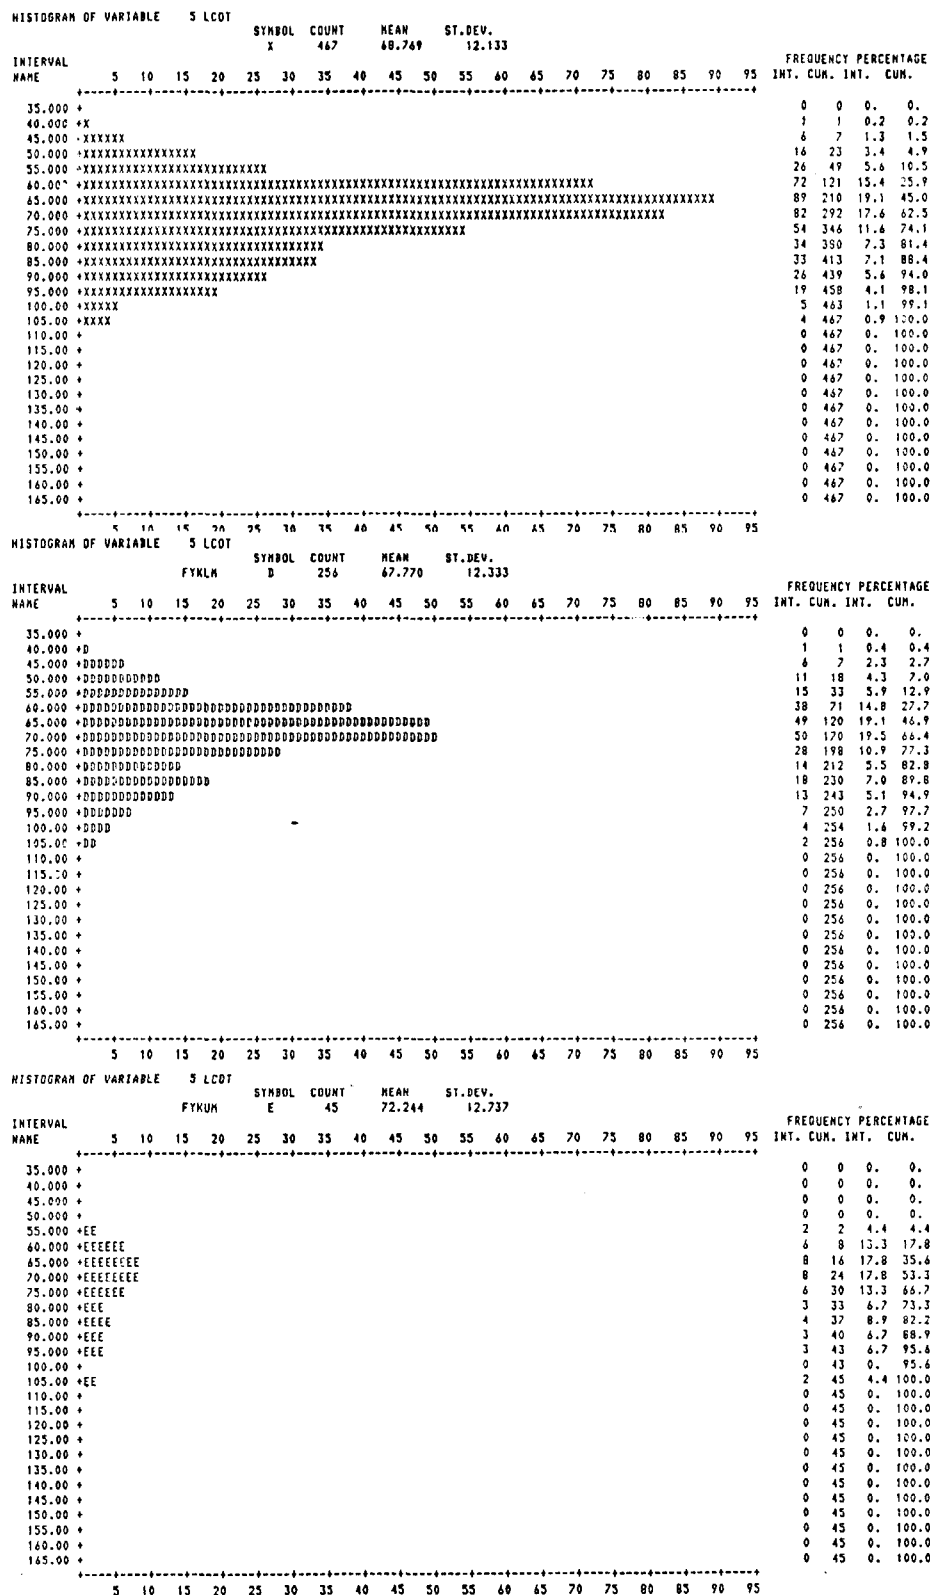 HISTOGRAM OF VARIABLE 5 LCOT
SYMBOL COUNT MEAN ST.DEV.
X 467 68.769 12.133
INTERVAL FREQUENCY PERCENTAGE
NAME 5 10 15 20 25 30 35 40 45 50 55 60 65 70 75 80 85 90 95 INT. CUM. INT. CUM.
35.000 + 0 0 0. 0.
40.000 +X 1 1 0.2 0.2
45.000 +XXXXXX 6 7 1.3 1.5
50.000 +XXXXXXXXXXXXXXXX 16 23 3.4 4.9
55.000 +XXXXXXXXXXXXXXXXXXXXXXXXXX 26 49 5.6 10.5
60.000 +XXXXXXXXXXXXXXXXXXXXXXXXXXXXXXXXXXXXXXXXXXXXXXXXXXXXXXXXXXXXXXXXXXXXXXXX 72 121 15.4 25.9
65.000 +XXXXXXXXXXXXXXXXXXXXXXXXXXXXXXXXXXXXXXXXXXXXXXXXXXXXXXXXXXXXXXXXXXXXXXXXXXXXXXXXXXXXXXXXX 89 210 19.1 45.0
70.000 +XXXXXXXXXXXXXXXXXXXXXXXXXXXXXXXXXXXXXXXXXXXXXXXXXXXXXXXXXXXXXXXXXXXXXXXXXXXXXXXXXX 82 292 17.6 62.5
75.000 +XXXXXXXXXXXXXXXXXXXXXXXXXXXXXXXXXXXXXXXXXXXXXXXXXXXXXX 54 346 11.6 74.1
80.000 +XXXXXXXXXXXXXXXXXXXXXXXXXXXXXXXXXX 34 380 7.3 81.4
85.000 +XXXXXXXXXXXXXXXXXXXXXXXXXXXXXXXXX 33 413 7.1 88.4
90.000 +XXXXXXXXXXXXXXXXXXXXXXXXXX 26 439 5.6 94.0
95.000 +XXXXXXXXXXXXXXXXXXX 19 458 4.1 98.1
100.00 +XXXXX 5 463 1.1 99.1
105.00 +XXXX 4 467 0.9 100.0
110.00 + 0 467 0. 100.0
115.00 + 0 467 0. 100.0
120.00 + 0 467 0. 100.0
125.00 + 0 467 0. 100.0
130.00 + 0 467 0. 100.0
135.00 + 0 467 0. 100.0
140.00 + 0 467 0. 100.0
145.00 + 0 467 0. 100.0
150.00 + 0 467 0. 100.0
155.00 + 0 467 0. 100.0
160.00 + 0 467 0. 100.0
165.00 + 0 467 0. 100.0
5 10 15 20 25 30 35 40 45 50 55 60 65 70 75 80 85 90 95
HISTOGRAM OF VARIABLE 5 LCOT
SYMBOL COUNT MEAN ST.DEV.
FYKLM D 256 67.770 12.333
INTERVAL FREQUENCY PERCENTAGE
NAME 5 10 15 20 25 30 35 40 45 50 55 60 65 70 75 80 85 90 95 INT. CUM. INT. CUM.
35.000 + 0 0 0. 0.
40.000 +D 1 1 0.4 0.4
45.000 +DDDDDD 6 7 2.3 2.7
50.000 +DDDDDDDDDDD 11 18 4.3 7.0
55.000 +DDDDDDDDDDDDDDD 15 33 5.9 12.9
60.000 +DDDDDDDDDDDDDDDDDDDDDDDDDDDDDDDDDDDDDD 38 71 14.8 27.7
65.000 +DDDDDDDDDDDDDDDDDDDDDDDDDDDDDDDDDDDDDDDDDDDDDDDDD 49 120 19.1 46.9
70.000 +DDDDDDDDDDDDDDDDDDDDDDDDDDDDDDDDDDDDDDDDDDDDDDDDDD 50 170 19.5 66.4
75.000 +DDDDDDDDDDDDDDDDDDDDDDDDDDDD 28 198 10.9 77.3
80.000 +DDDDDDDDDDDDDD 14 212 5.5 82.8
85.000 +DDDDDDDDDDDDDDDDDD 18 230 7.0 89.8
90.000 +DDDDDDDDDDDDD 13 243 5.1 94.9
95.000 +DDDDDDD 7 250 2.7 97.7
100.00 +DDDD 4 254 1.6 99.2
105.00 +DD 2 256 0.8 100.0
110.00 + 0 256 0. 100.0
115.00 + 0 256 0. 100.0
120.00 + 0 256 0. 100.0
125.00 + 0 256 0. 100.0
130.00 + 0 256 0. 100.0
135.00 + 0 256 0. 100.0
140.00 + 0 256 0. 100.0
145.00 + 0 256 0. 100.0
150.00 + 0 256 0. 100.0
155.00 + 0 256 0. 100.0
160.00 + 0 256 0. 100.0
165.00 + 0 256 0. 100.0
5 10 15 20 25 30 35 40 45 50 55 60 65 70 75 80 85 90 95
HISTOGRAM OF VARIABLE 5 LCOT
SYMBOL COUNT MEAN ST.DEV.
FYKUM E 45 72.244 12.737
INTERVAL FREQUENCY PERCENTAGE
NAME 5 10 15 20 25 30 35 40 45 50 55 60 65 70 75 80 85 90 95 INT. CUM. INT. CUM.
35.000 + 0 0 0. 0.
40.000 + 0 0 0. 0.
45.000 + 0 0 0. 0.
50.000 + 0 0 0. 0.
55.000 +EE 2 2 4.4 4.4
60.000 +EEEEEE 6 8 13.3 17.8
65.000 +EEEEEEEE 8 16 17.8 35.6
70.000 +EEEEEEEE 8 24 17.8 53.3
75.000 +EEEEEE 6 30 13.3 66.7
80.000 +EEE 3 33 6.7 73.3
85.000 +EEEE 4 37 8.9 82.2
90.000 +EEE 3 40 6.7 88.9
95.000 +EEE 3 43 6.7 95.6
100.00 + 0 43 0. 95.6
105.00 +EE 2 45 4.4 100.0
110.00 + 0 45 0. 100.0
115.00 + 0 45 0. 100.0
120.00 + 0 45 0. 100.0
125.00 + 0 45 0. 100.0
130.00 + 0 45 0. 100.0
135.00 + 0 45 0. 100.0
140.00 + 0 45 0. 100.0
145.00 + 0 45 0. 100.0
150.00 + 0 45 0. 100.0
155.00 + 0 45 0. 100.0
160.00 + 0 45 0. 100.0
165.00 + 0 45 0. 100.0
5 10 15 20 25 30 35 40 45 50 55 60 65 70 75 80 85 90 95